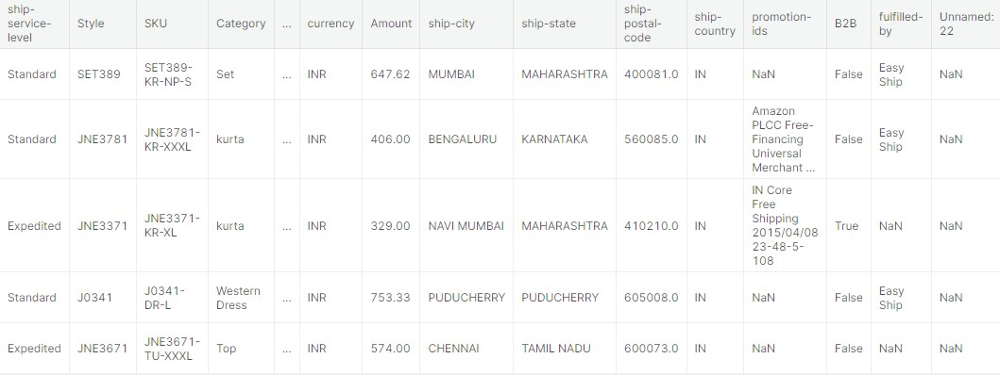 ship-service-level Style SKU Category ... currency Amount ship-city ship-state ship-postal-code ship-country promotion-ids B2B fulfilled-by Unnamed: 22
Standard SET389 SET389-KR-NP-S Set ... INR 647.62 MUMBAI MAHARASHTRA 400081.0 IN NaN False Easy Ship NaN
Standard JNE3781 JNE3781-KR-XXXL kurta ... INR 406.00 BENGALURU KARNATAKA 560085.0 IN Amazon PLCC Free-Financing Universal Merchant ... False Easy Ship NaN
Expedited JNE3371 JNE3371-KR-XL kurta ... INR 329.00 NAVI MUMBAI MAHARASHTRA 410210.0 IN IN Core Free Shipping 2015/04/08 23-48-5-108 True NaN NaN
Standard J0341 J0341-DR-L Western Dress ... INR 753.33 PUDUCHERRY PUDUCHERRY 605008.0 IN NaN False Easy Ship NaN
Expedited JNE3671 JNE3671-TU-XXXL Top ... INR 574.00 CHENNAI TAMIL NADU 600073.0 IN NaN False NaN NaN